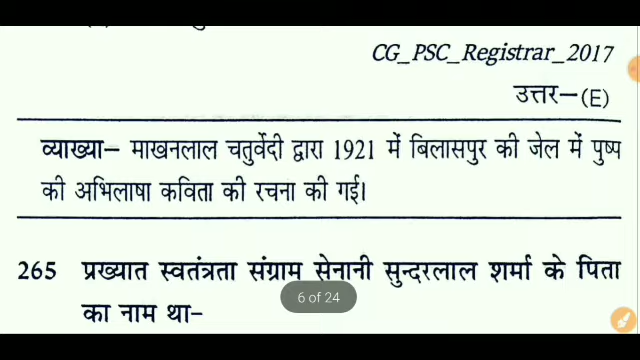 CG_PSC_Registrar_2017
उत्तर–(E)
व्याख्या– माखनलाल चतुर्वेदी द्वारा 1921 में बिलासपुर की जेल में पुष्प
की अभिलाषा कविता की रचना की गई।
265 प्रख्यात स्वतंत्रता संग्राम सेनानी सुन्दरलाल शर्मा के पिता
6 of 24
का नाम था–